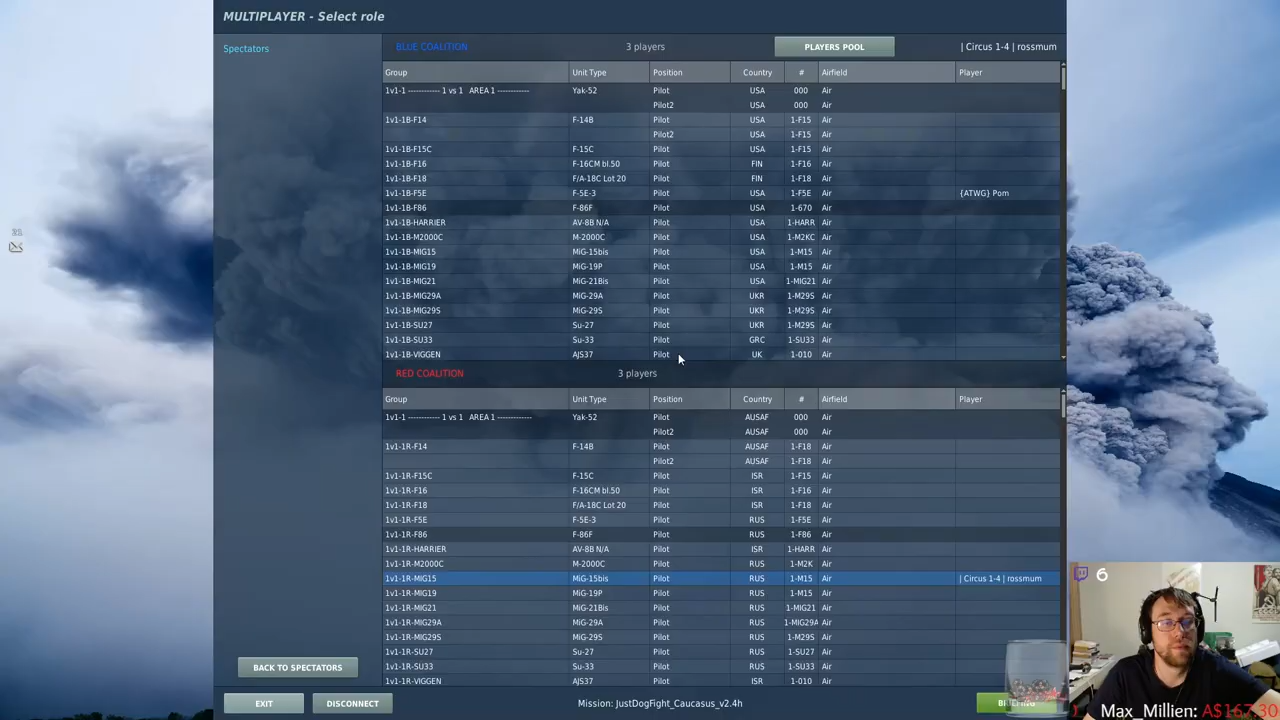 MULTIPLAYER - Select role
Spectators
BLUE COALITION 3 players PLAYERS POOL | Circus 1-4 | rossmum
Group Unit Type Position Country # Airfield Player
1v1-1 ------------ 1 vs 1 AREA 1 ------------ Yak-52 Pilot USA 000 Air
Pilot2 USA 000 Air
1v1-1B-F14 F-14B Pilot USA 1-F15 Air
Pilot2 USA 1-F15 Air
1v1-1B-F15C F-15C Pilot USA 1-F15 Air
1v1-1B-F16 F-16CM bl.50 Pilot FIN 1-F16 Air
1v1-1B-F18 F/A-18C Lot 20 Pilot FIN 1-F18 Air
1v1-1B-F5E F-5E-3 Pilot USA 1-F5E Air {ATWG} Pom
1v1-1B-F86 F-86F Pilot USA 1-670 Air
1v1-1B-HARRIER AV-8B N/A Pilot USA 1-HARR Air
1v1-1B-M2000C M-2000C Pilot USA 1-M2KC Air
1v1-1B-MIG15 MiG-15bis Pilot USA 1-M15 Air
1v1-1B-MIG19 MiG-19P Pilot USA 1-M15 Air
1v1-1B-MIG21 MiG-21Bis Pilot USA 1-MIG21 Air
1v1-1B-MIG29A MiG-29A Pilot UKR 1-M29S Air
1v1-1B-MIG29S MiG-29S Pilot UKR 1-M29S Air
1v1-1B-SU27 Su-27 Pilot UKR 1-M29S Air
1v1-1B-SU33 Su-33 Pilot GRC 1-SU33 Air
1v1-1B-VIGGEN AJS37 Pilot UK 1-010 Air
RED COALITION 3 players
Group Unit Type Position Country # Airfield Player
1v1-1 ------------ 1 vs 1 AREA 1 ------------- Yak-52 Pilot AUSAF 000 Air
Pilot2 AUSAF 000 Air
1v1-1R-F14 F-14B Pilot AUSAF 1-F18 Air
Pilot2 AUSAF 1-F18 Air
1v1-1R-F15C F-15C Pilot ISR 1-F15 Air
1v1-1R-F16 F-16CM bl.50 Pilot ISR 1-F16 Air
1v1-1R-F18 F/A-18C Lot 20 Pilot ISR 1-F18 Air
1v1-1R-F5E F-5E-3 Pilot RUS 1-F5E Air
1v1-1R-F86 F-86F Pilot RUS 1-F86 Air
1v1-1R-HARRIER AV-8B N/A Pilot ISR 1-HARR Air
1v1-1R-M2000C M-2000C Pilot RUS 1-M2K Air
1v1-1R-MIG15 MiG-15bis Pilot RUS 1-M15 Air | Circus 1-4 | rossmum
1v1-1R-MIG19 MiG-19P Pilot RUS 1-M15 Air
1v1-1R-MIG21 MiG-21Bis Pilot RUS 1-MIG21 Air
1v1-1R-MIG29A MiG-29A Pilot RUS 1-MIG29A Air
1v1-1R-MIG29S MiG-29S Pilot RUS 1-M29S Air
1v1-1R-SU27 Su-27 Pilot RUS 1-M29S Air
1v1-1R-SU33 Su-33 Pilot RUS 1-SU33 Air
1v1-1R-VIGGEN AJS37 Pilot ISR 1-010 Air
6
BACK TO SPECTATORS
EXIT DISCONNECT Mission: JustDogFight_Caucasus_v2.4h
Max_Millien: A$167.30